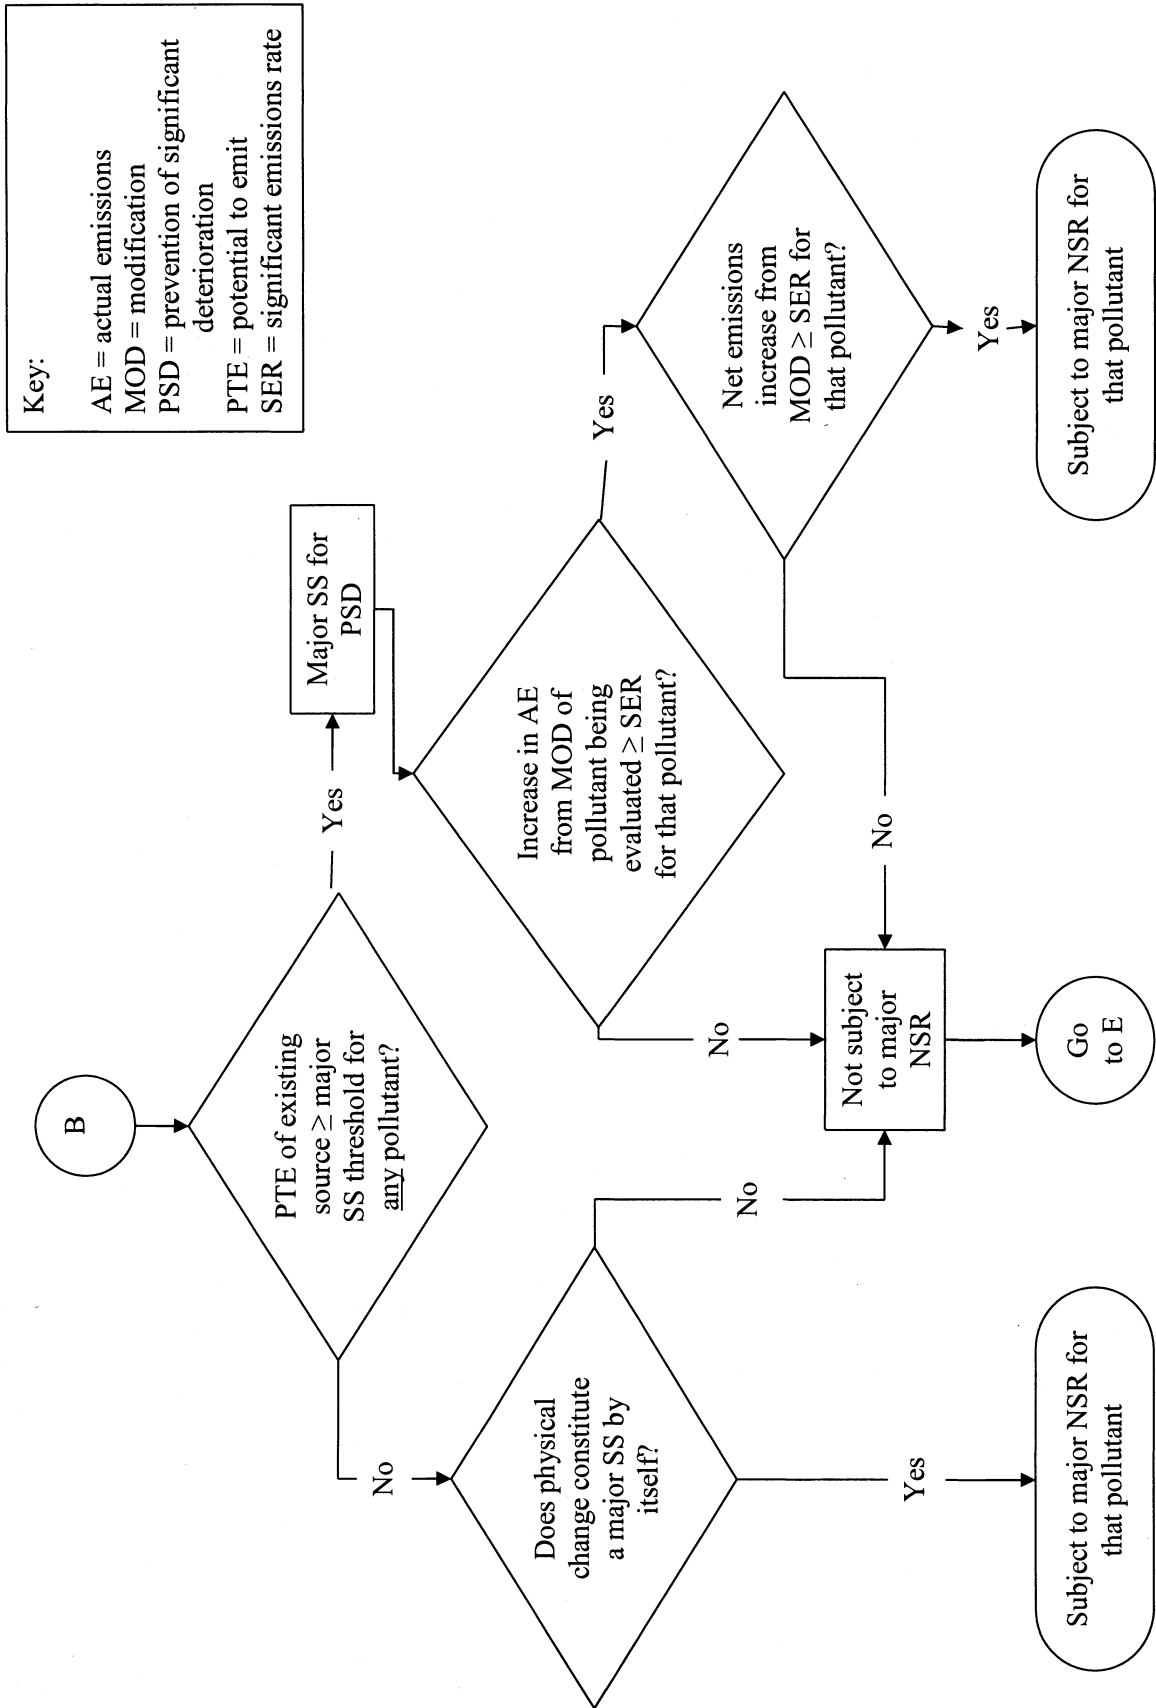 Key:
AE = actual emissions
MOD = modification
PSD = prevention of significant
deterioration
PTE = potential to emit
SER = significant emissions rate
B
PTE of existing
source ≥ major
SS threshold for
any pollutant?
Yes
Major SS for
PSD
No
Does physical
change constitute
a major SS by
itself?
Increase in AE
from MOD of
pollutant being
evaluated ≥ SER
for that pollutant?
Yes
Net emissions
increase from
MOD ≥ SER for
that pollutant?
No
No
No
Not subject
to major
NSR
Yes
Yes
Subject to major NSR for
that pollutant
Go
to E
Subject to major NSR for
that pollutant